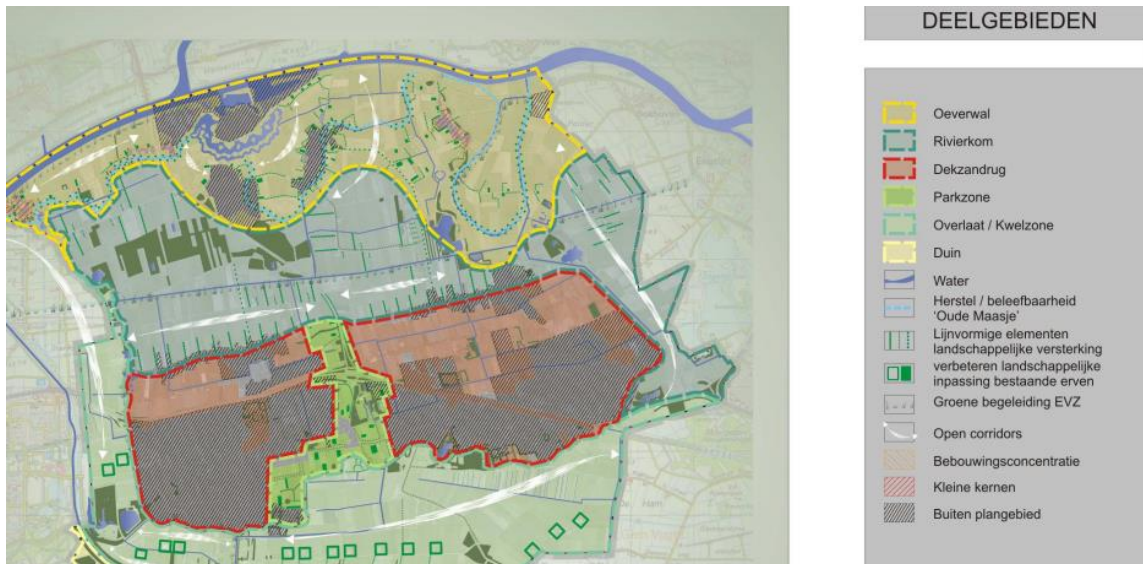 DEELGEBIEDEN
Oeverwal
Rivierkom
Dekzandrug
Parkzone
Overlaat / Kwelzone
Duin
Water
Herstel / beleefbaarheid
'Oude Maasje'
Lijnvormige elementen
landschappelijke versterking
verbeteren landschappelijke
inpassing bestaande erven
Groene begeleiding EVZ
Open corridors
Bebouwingsconcentratie
Kleine kernen
Buiten plangebied